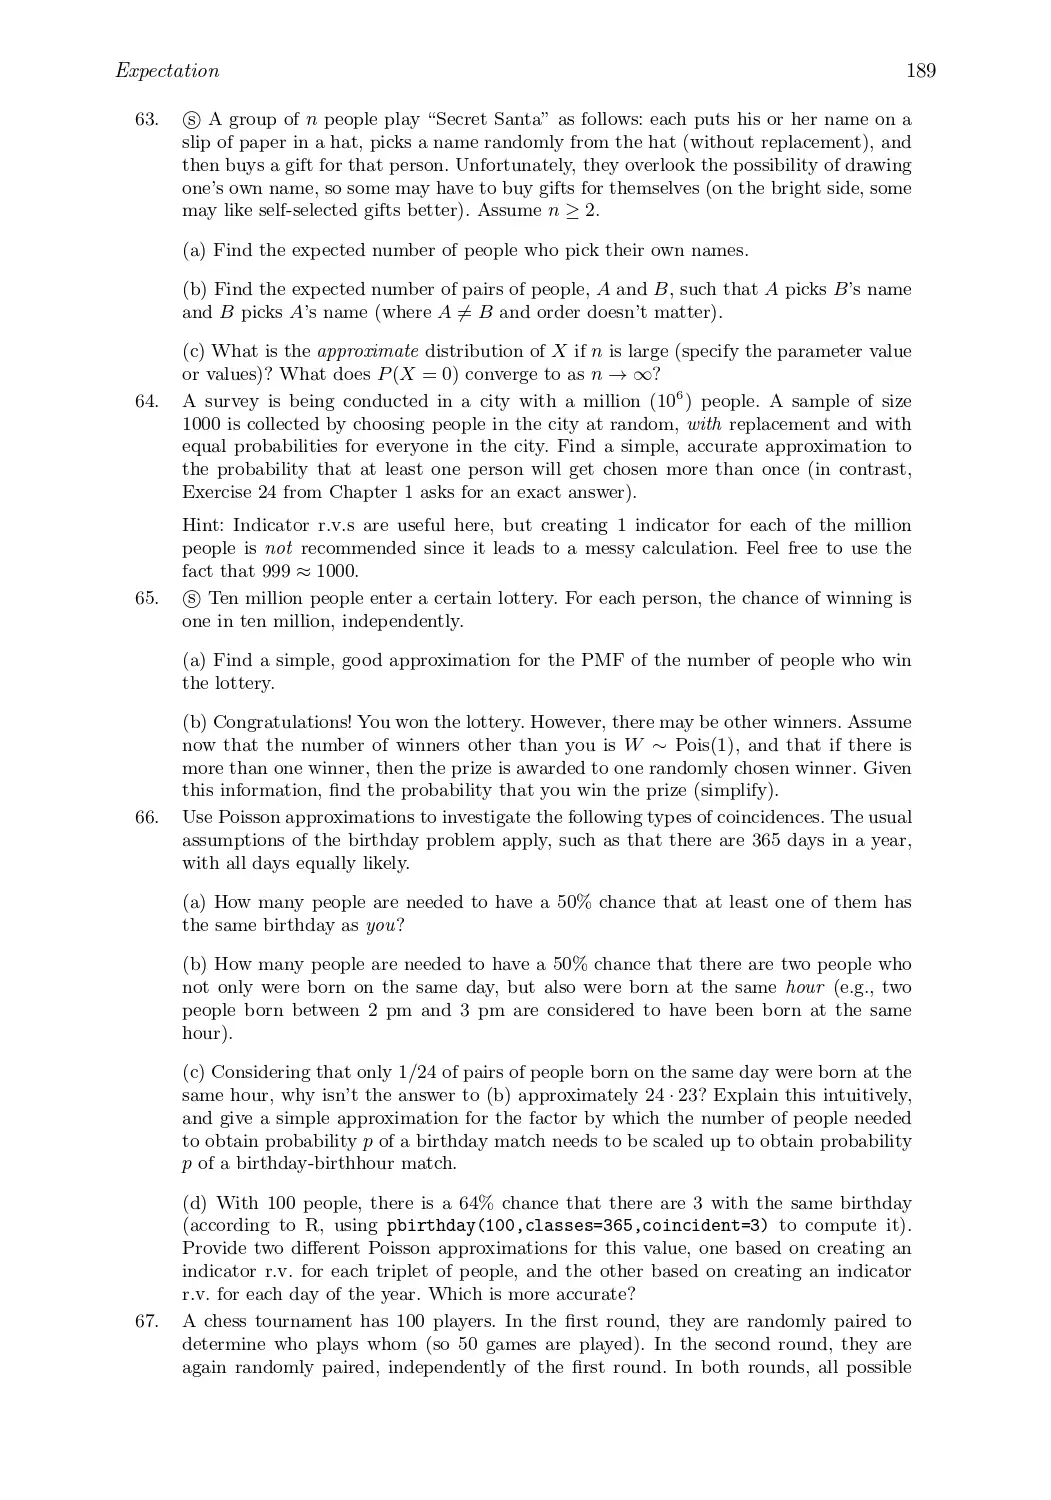 Expectation 189
63. Ⓢ A group of n people play “Secret Santa” as follows: each puts his or her name on a
slip of paper in a hat, picks a name randomly from the hat (without replacement), and
then buys a gift for that person. Unfortunately, they overlook the possibility of drawing
one’s own name, so some may have to buy gifts for themselves (on the bright side, some
may like self-selected gifts better). Assume n ≥ 2.
(a) Find the expected number of people who pick their own names.
(b) Find the expected number of pairs of people, A and B, such that A picks B’s name
and B picks A’s name (where A ≠ B and order doesn’t matter).
(c) What is the approximate distribution of X if n is large (specify the parameter value
or values)? What does P(X = 0) converge to as n → ∞?
64. A survey is being conducted in a city with a million (10⁶) people. A sample of size
1000 is collected by choosing people in the city at random, with replacement and with
equal probabilities for everyone in the city. Find a simple, accurate approximation to
the probability that at least one person will get chosen more than once (in contrast,
Exercise 24 from Chapter 1 asks for an exact answer).
Hint: Indicator r.v.s are useful here, but creating 1 indicator for each of the million
people is not recommended since it leads to a messy calculation. Feel free to use the
fact that 999 ≈ 1000.
65. Ⓢ Ten million people enter a certain lottery. For each person, the chance of winning is
one in ten million, independently.
(a) Find a simple, good approximation for the PMF of the number of people who win
the lottery.
(b) Congratulations! You won the lottery. However, there may be other winners. Assume
now that the number of winners other than you is W ∼ Pois(1), and that if there is
more than one winner, then the prize is awarded to one randomly chosen winner. Given
this information, find the probability that you win the prize (simplify).
66. Use Poisson approximations to investigate the following types of coincidences. The usual
assumptions of the birthday problem apply, such as that there are 365 days in a year,
with all days equally likely.
(a) How many people are needed to have a 50% chance that at least one of them has
the same birthday as you?
(b) How many people are needed to have a 50% chance that there are two people who
not only were born on the same day, but also were born at the same hour (e.g., two
people born between 2 pm and 3 pm are considered to have been born at the same
hour).
(c) Considering that only 1/24 of pairs of people born on the same day were born at the
same hour, why isn’t the answer to (b) approximately 24 · 23? Explain this intuitively,
and give a simple approximation for the factor by which the number of people needed
to obtain probability p of a birthday match needs to be scaled up to obtain probability
p of a birthday-birthhour match.
(d) With 100 people, there is a 64% chance that there are 3 with the same birthday
(according to R, using pbirthday(100,classes=365,coincident=3) to compute it).
Provide two different Poisson approximations for this value, one based on creating an
indicator r.v. for each triplet of people, and the other based on creating an indicator
r.v. for each day of the year. Which is more accurate?
67. A chess tournament has 100 players. In the first round, they are randomly paired to
determine who plays whom (so 50 games are played). In the second round, they are
again randomly paired, independently of the first round. In both rounds, all possible